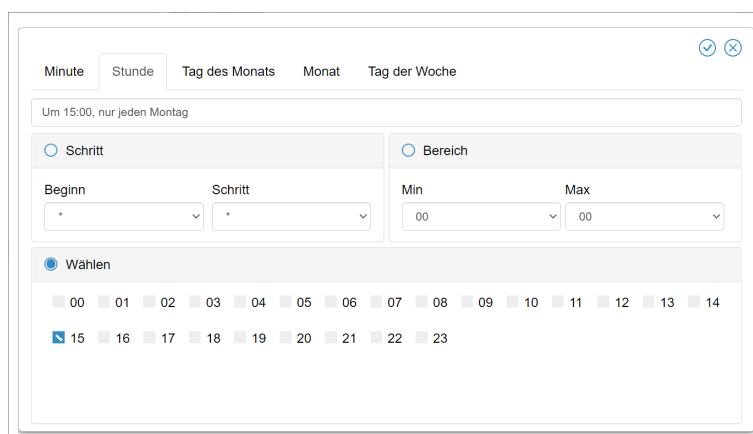 Minute Stunde Tag des Monats Monat Tag der Woche
Um 15:00, nur jeden Montag
Schritt Bereich
Beginn Schritt Min Max
* * 00 00
Wählen
00 01 02 03 04 05 06 07 08 09 10 11 12 13 14
15 16 17 18 19 20 21 22 23